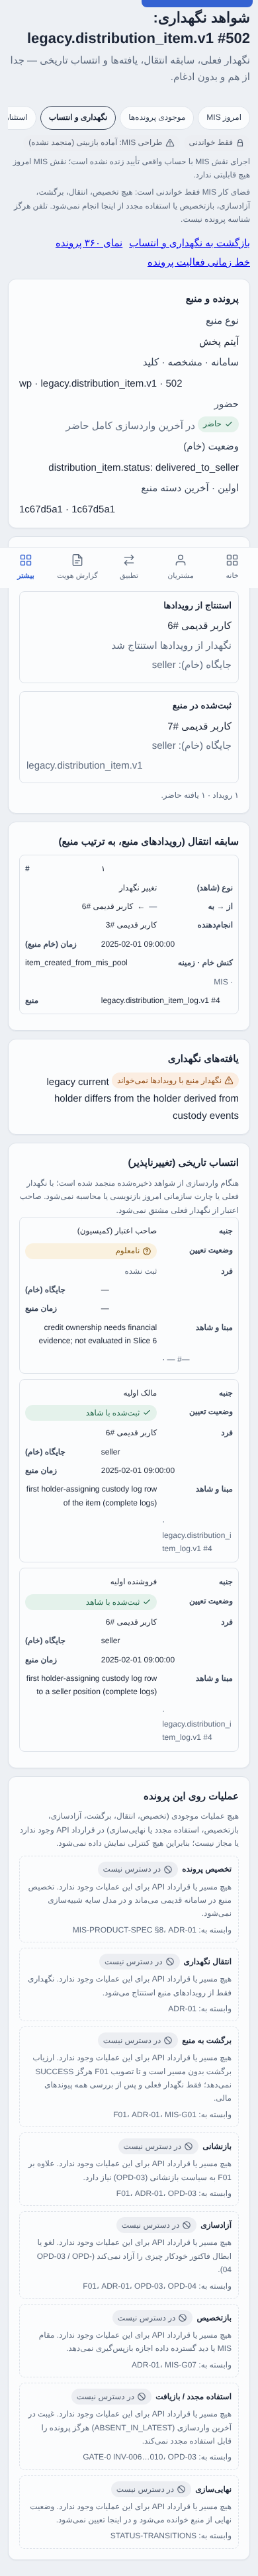 شواهد نگهداری:
legacy.distribution_item.v1 #502
نگهدار فعلی، سابقه انتقال، یافته‌ها و انتساب تاریخی — جدا
از هم و بدون ادغام.
امروز MIS
موجودی پرونده‌ها
نگهداری و انتساب
استثنا
فقط خواندنی
طراحی MIS: آماده بازبینی (منجمد نشده)
اجرای نقش MIS با حساب واقعی تأیید زنده نشده است؛ نقش MIS امروز
هیچ قابلیتی ندارد.
فضای کار MIS فقط خواندنی است: هیچ تخصیص، انتقال، برگشت،
آزادسازی، بازتخصیص یا استفاده مجدد از اینجا انجام نمی‌شود. تلفن هرگز
شناسه پرونده نیست.
بازگشت به نگهداری و انتساب
نمای ۳۶۰ پرونده
خط زمانی فعالیت پرونده
پرونده و منبع
نوع منبع
آیتم پخش
سامانه · مشخصه · کلید
wp · legacy.distribution_item.v1 · 502
حضور
حاضر
در آخرین واردسازی کامل حاضر
وضعیت (خام)
distribution_item.status: delivered_to_seller
اولین · آخرین دسته منبع
1c67d5a1 · 1c67d5a1
خانه
مشتریان
تطبیق
گزارش هویت
بیشتر
استنتاج از رویدادها
کاربر قدیمی #6
نگهدار از رویدادها استنتاج شد
جایگاه (خام): seller
ثبت‌شده در منبع
کاربر قدیمی #7
جایگاه (خام): seller
legacy.distribution_item.v1
۱ رویداد · ۱ یافته حاضر.
سابقه انتقال (رویدادهای منبع، به ترتیب منبع)
#
۱
نوع (شاهد)
تغییر نگهدار
از → به
— ← کاربر قدیمی #6
انجام‌دهنده
کاربر قدیمی #3
زمان (خام منبع)
2025-02-01 09:00:00
کنش خام · زمینه
item_created_from_mis_pool
· MIS
منبع
legacy.distribution_item_log.v1 #4
یافته‌های نگهداری
نگهدار منبع با رویدادها نمی‌خواند
legacy current
holder differs from the holder derived from
custody events
انتساب تاریخی (تغییرناپذیر)
هنگام واردسازی از شواهد ذخیره‌شده منجمد شده است؛ با نگهدار
فعلی یا چارت سازمانی امروز بازنویسی یا محاسبه نمی‌شود. صاحب
اعتبار هرگز از نگهدار فعلی مشتق نمی‌شود.
جنبه
صاحب اعتبار (کمیسیون)
وضعیت تعیین
نامعلوم
فرد
ثبت نشده
جایگاه (خام)
—
زمان منبع
—
مبنا و شاهد
credit ownership needs financial
evidence; not evaluated in Slice 6
· — #—
جنبه
مالک اولیه
وضعیت تعیین
ثبت‌شده با شاهد
فرد
کاربر قدیمی #6
جایگاه (خام)
seller
زمان منبع
2025-02-01 09:00:00
مبنا و شاهد
first holder-assigning custody log row
of the item (complete logs)
·
legacy.distribution_i
tem_log.v1 #4
جنبه
فروشنده اولیه
وضعیت تعیین
ثبت‌شده با شاهد
فرد
کاربر قدیمی #6
جایگاه (خام)
seller
زمان منبع
2025-02-01 09:00:00
مبنا و شاهد
first holder-assigning custody log row
to a seller position (complete logs)
·
legacy.distribution_i
tem_log.v1 #4
عملیات روی این پرونده
هیچ عملیات موجودی (تخصیص، انتقال، برگشت، آزادسازی،
بازتخصیص، استفاده مجدد یا نهایی‌سازی) در قرارداد API وجود ندارد
یا مجاز نیست؛ بنابراین هیچ کنترلی نمایش داده نمی‌شود.
تخصیص پرونده
در دسترس نیست
هیچ مسیر یا قرارداد API برای این عملیات وجود ندارد. تخصیص
منبع در سامانه قدیمی می‌ماند و در مدل سایه شبیه‌سازی
نمی‌شود.
وابسته به: MIS-PRODUCT-SPEC §8، ADR-01
انتقال نگهداری
در دسترس نیست
هیچ مسیر یا قرارداد API برای این عملیات وجود ندارد. نگهداری
فقط از رویدادهای منبع استنتاج می‌شود.
وابسته به: ADR-01
برگشت به منبع
در دسترس نیست
هیچ مسیر یا قرارداد API برای این عملیات وجود ندارد. ارزیاب
برگشت بدون مسیر است و تا تصویب F01 هرگز SUCCESS
نمی‌دهد؛ فقط نگهدار فعلی و پس از بررسی همه پیوندهای
مالی.
وابسته به: F01، ADR-01، MIS-G01
بازنشانی
در دسترس نیست
هیچ مسیر یا قرارداد API برای این عملیات وجود ندارد. علاوه بر
F01 به سیاست بازنشانی (OPD-03) نیاز دارد.
وابسته به: F01، ADR-01، OPD-03
آزادسازی
در دسترس نیست
هیچ مسیر یا قرارداد API برای این عملیات وجود ندارد. لغو یا
ابطال فاکتور خودکار چیزی را آزاد نمی‌کند (OPD-03 / OPD-
04).
وابسته به: F01، ADR-01، OPD-03، OPD-04
بازتخصیص
در دسترس نیست
هیچ مسیر یا قرارداد API برای این عملیات وجود ندارد. مقام
MIS یا دید گسترده داده اجازه بازپس‌گیری نمی‌دهد.
وابسته به: ADR-01، MIS-G07
استفاده مجدد / بازیافت
در دسترس نیست
هیچ مسیر یا قرارداد API برای این عملیات وجود ندارد. غیبت در
آخرین واردسازی (ABSENT_IN_LATEST) هرگز پرونده را
قابل استفاده مجدد نمی‌کند.
وابسته به: GATE-0 INV-006…010، OPD-03
نهایی‌سازی
در دسترس نیست
هیچ مسیر یا قرارداد API برای این عملیات وجود ندارد. وضعیت
نهایی از منبع خوانده می‌شود و در اینجا تعیین نمی‌شود.
وابسته به: STATUS-TRANSITIONS